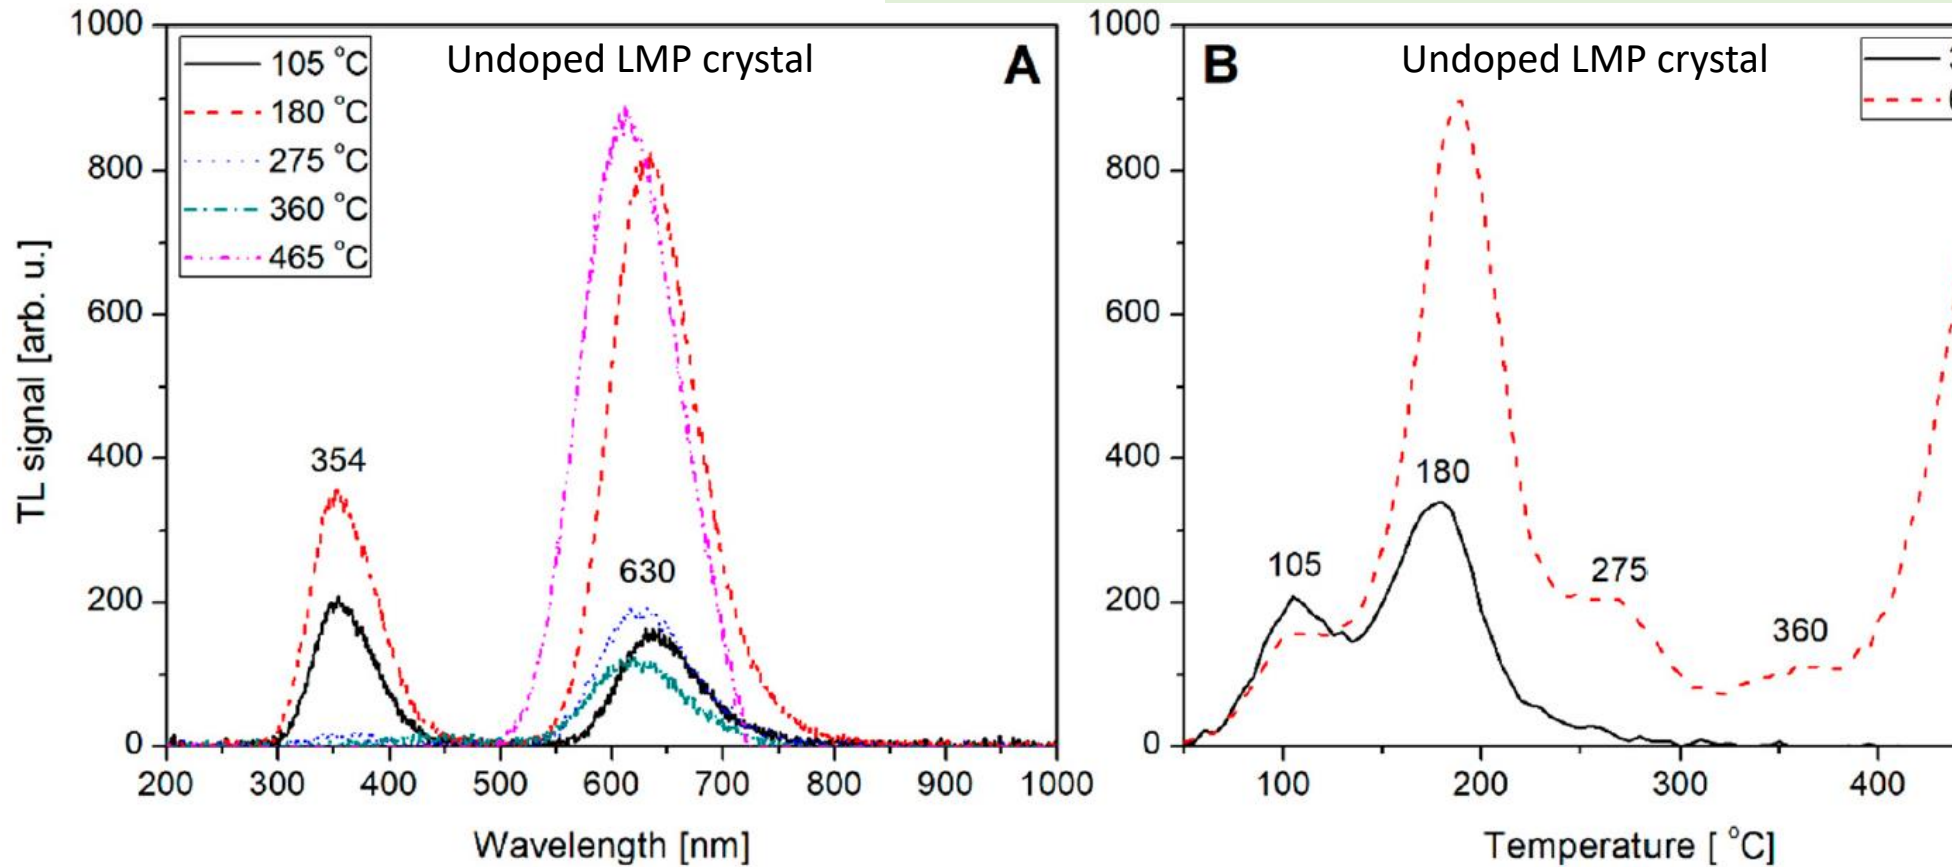 Undoped LMP crystal
A
105 °C
180 °C
275 °C
360 °C
465 °C
TL signal [arb. u.]
1000
800
600
400
200
0
354
630
200 300 400 500 600 700 800 900 1000
Wavelength [nm]
B
Undoped LMP crystal
1000
800
600
400
200
0
105
180
275
360
100 200 300 400
Temperature [ °C]